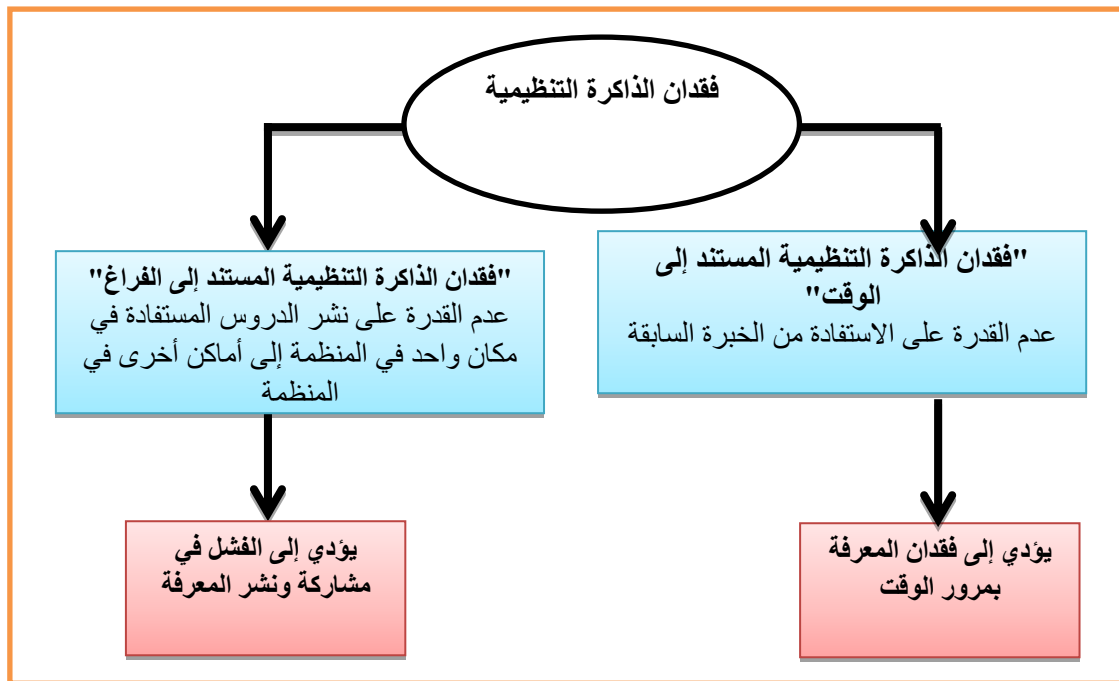 فقدان الذاكرة التنظيمية
"فقدان الذاكرة التنظيمية المستند إلى
الوقت"
عدم القدرة على الاستفادة من الخبرة السابقة
"فقدان الذاكرة التنظيمية المستند إلى الفراغ"
عدم القدرة على نشر الدروس المستفادة في
مكان واحد في المنظمة إلى أماكن أخرى في
المنظمة
يؤدي إلى فقدان المعرفة
بمرور الوقت
يؤدي إلى الفشل في
مشاركة ونشر المعرفة